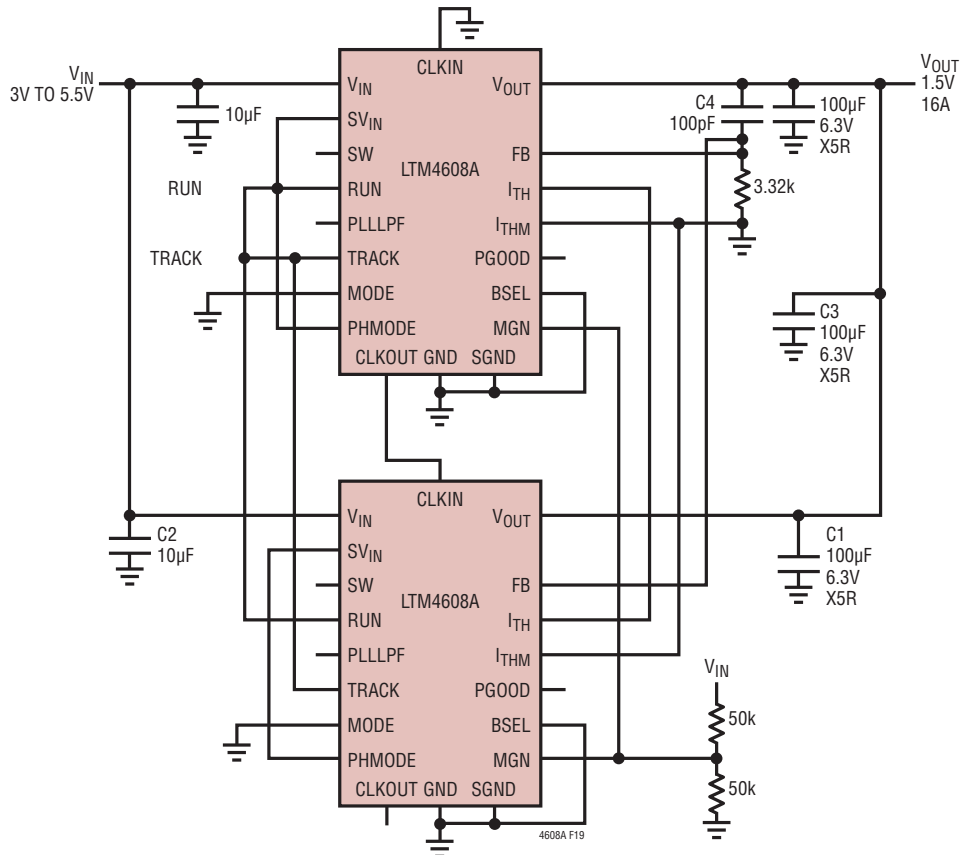 CLKIN
VIN
3V TO 5.5V
10µF
VIN
SVIN
SW
RUN
PLLLPF
TRACK
MODE
PHMODE
LTM4608A
VOUT
FB
ITH
ITHM
PGOOD
BSEL
MGN
CLKOUT GND SGND
RUN
TRACK
C4
100pF
100µF
6.3V
X5R
VOUT
1.5V
16A
3.32k
C3
100µF
6.3V
X5R
CLKIN
C2
10µF
VIN
SVIN
SW
RUN
PLLLPF
TRACK
MODE
PHMODE
LTM4608A
VOUT
FB
ITH
ITHM
PGOOD
BSEL
MGN
CLKOUT GND SGND
C1
100µF
6.3V
X5R
VIN
50k
50k
4608A F19